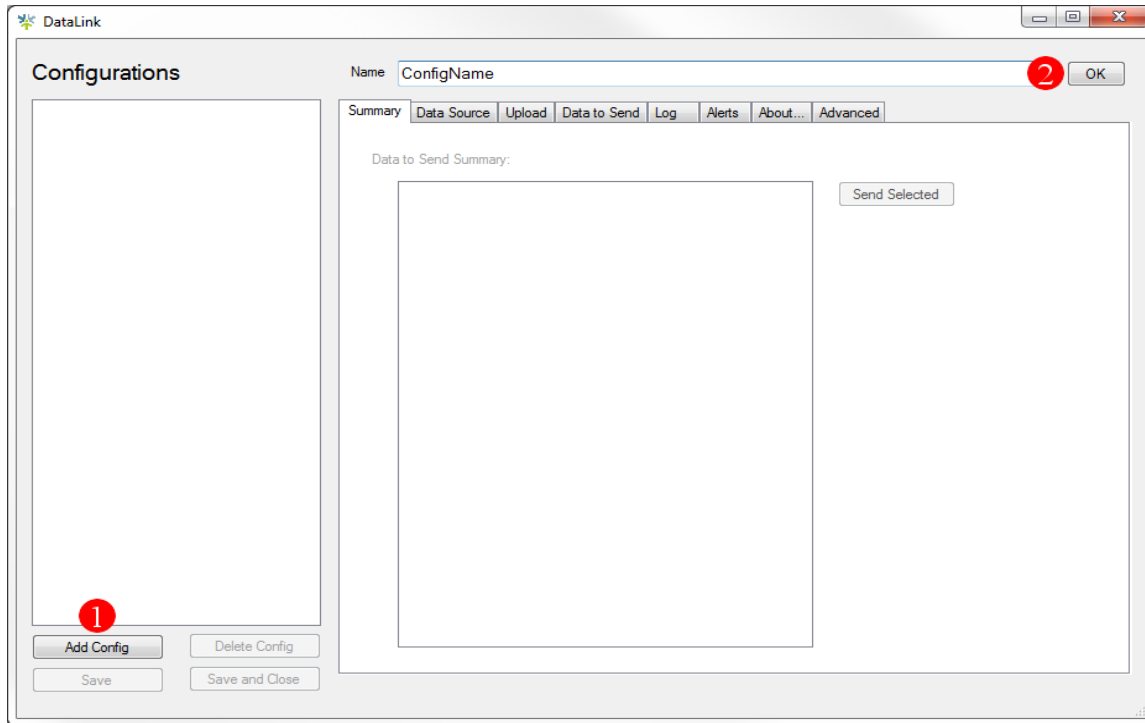 DataLink
Configurations
Name ConfigName 2 OK
Summary Data Source Upload Data to Send Log Alerts About... Advanced
Data to Send Summary:
Send Selected
1
Add Config Delete Config
Save Save and Close